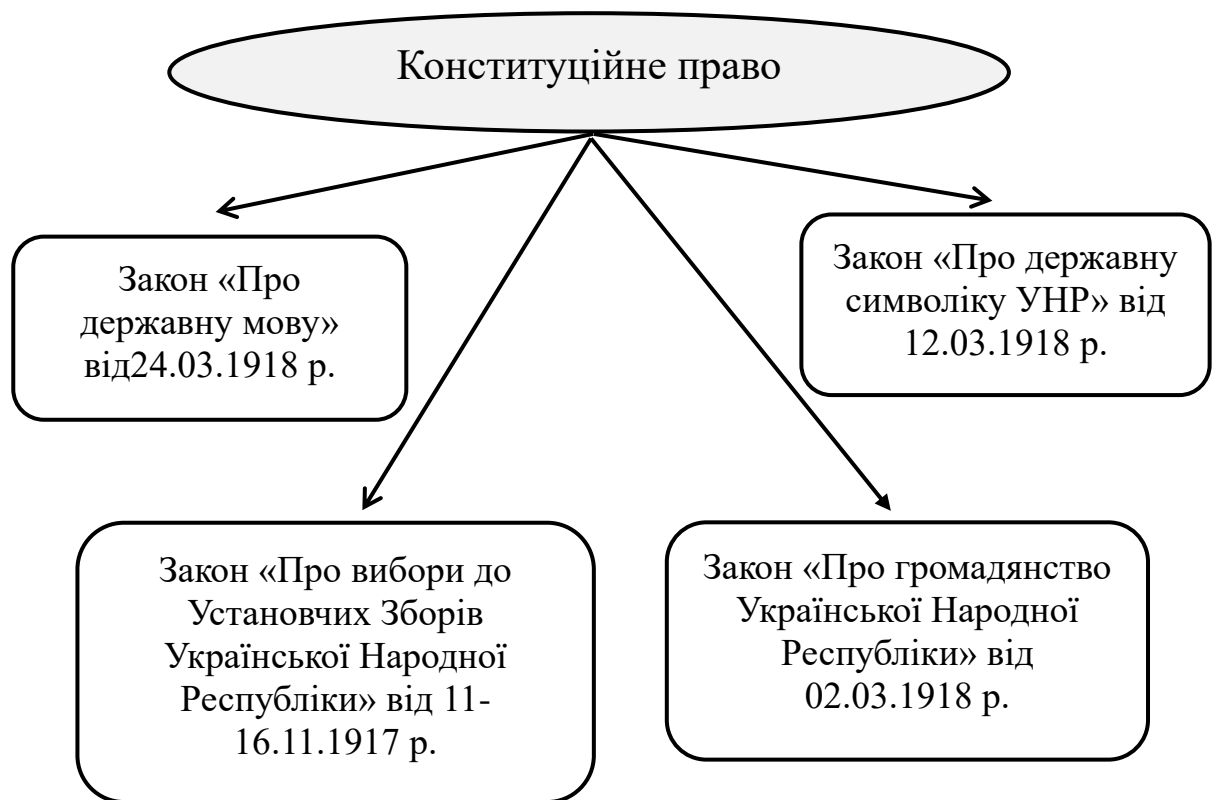 Конституційне право
Закон «Про
державну мову»
від24.03.1918 р.
Закон «Про державну
символіку УНР» від
12.03.1918 р.
Закон «Про вибори до
Установчих Зборів
Української Народної
Республіки» від 11-
16.11.1917 р.
Закон «Про громадянство
Української Народної
Республіки» від
02.03.1918 р.